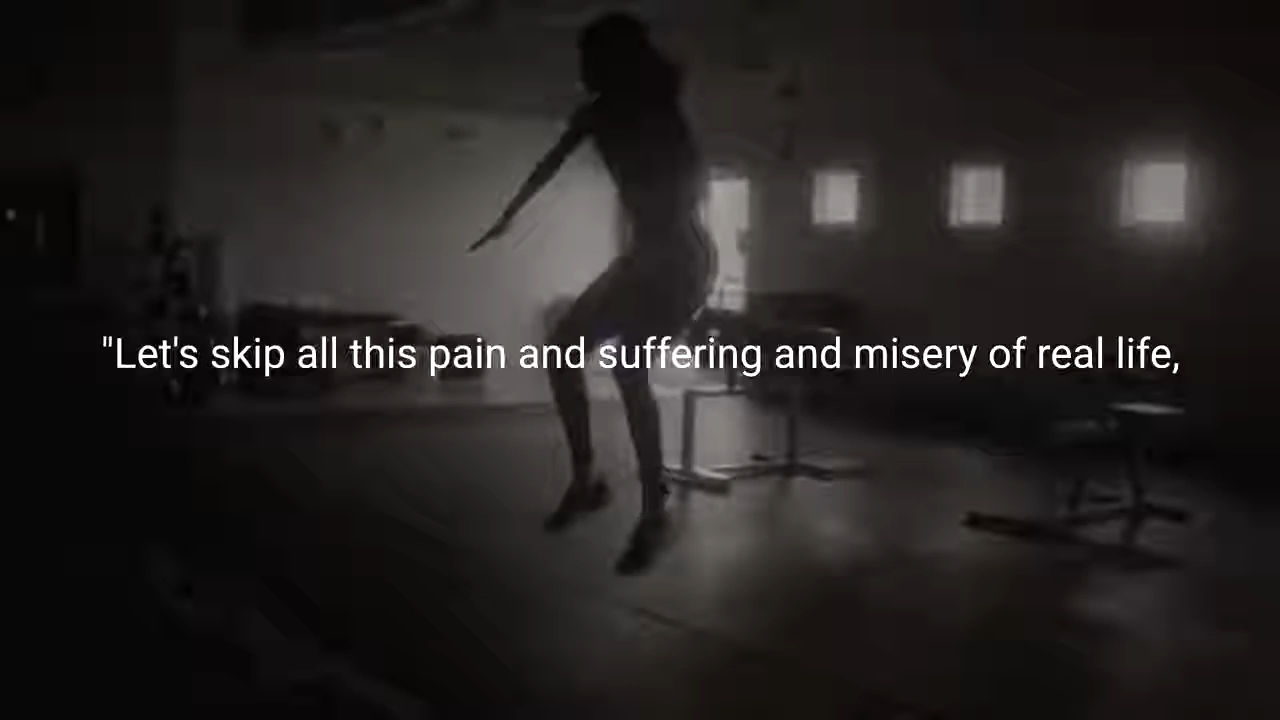 "Let's skip all this pain and suffering and misery of real life,